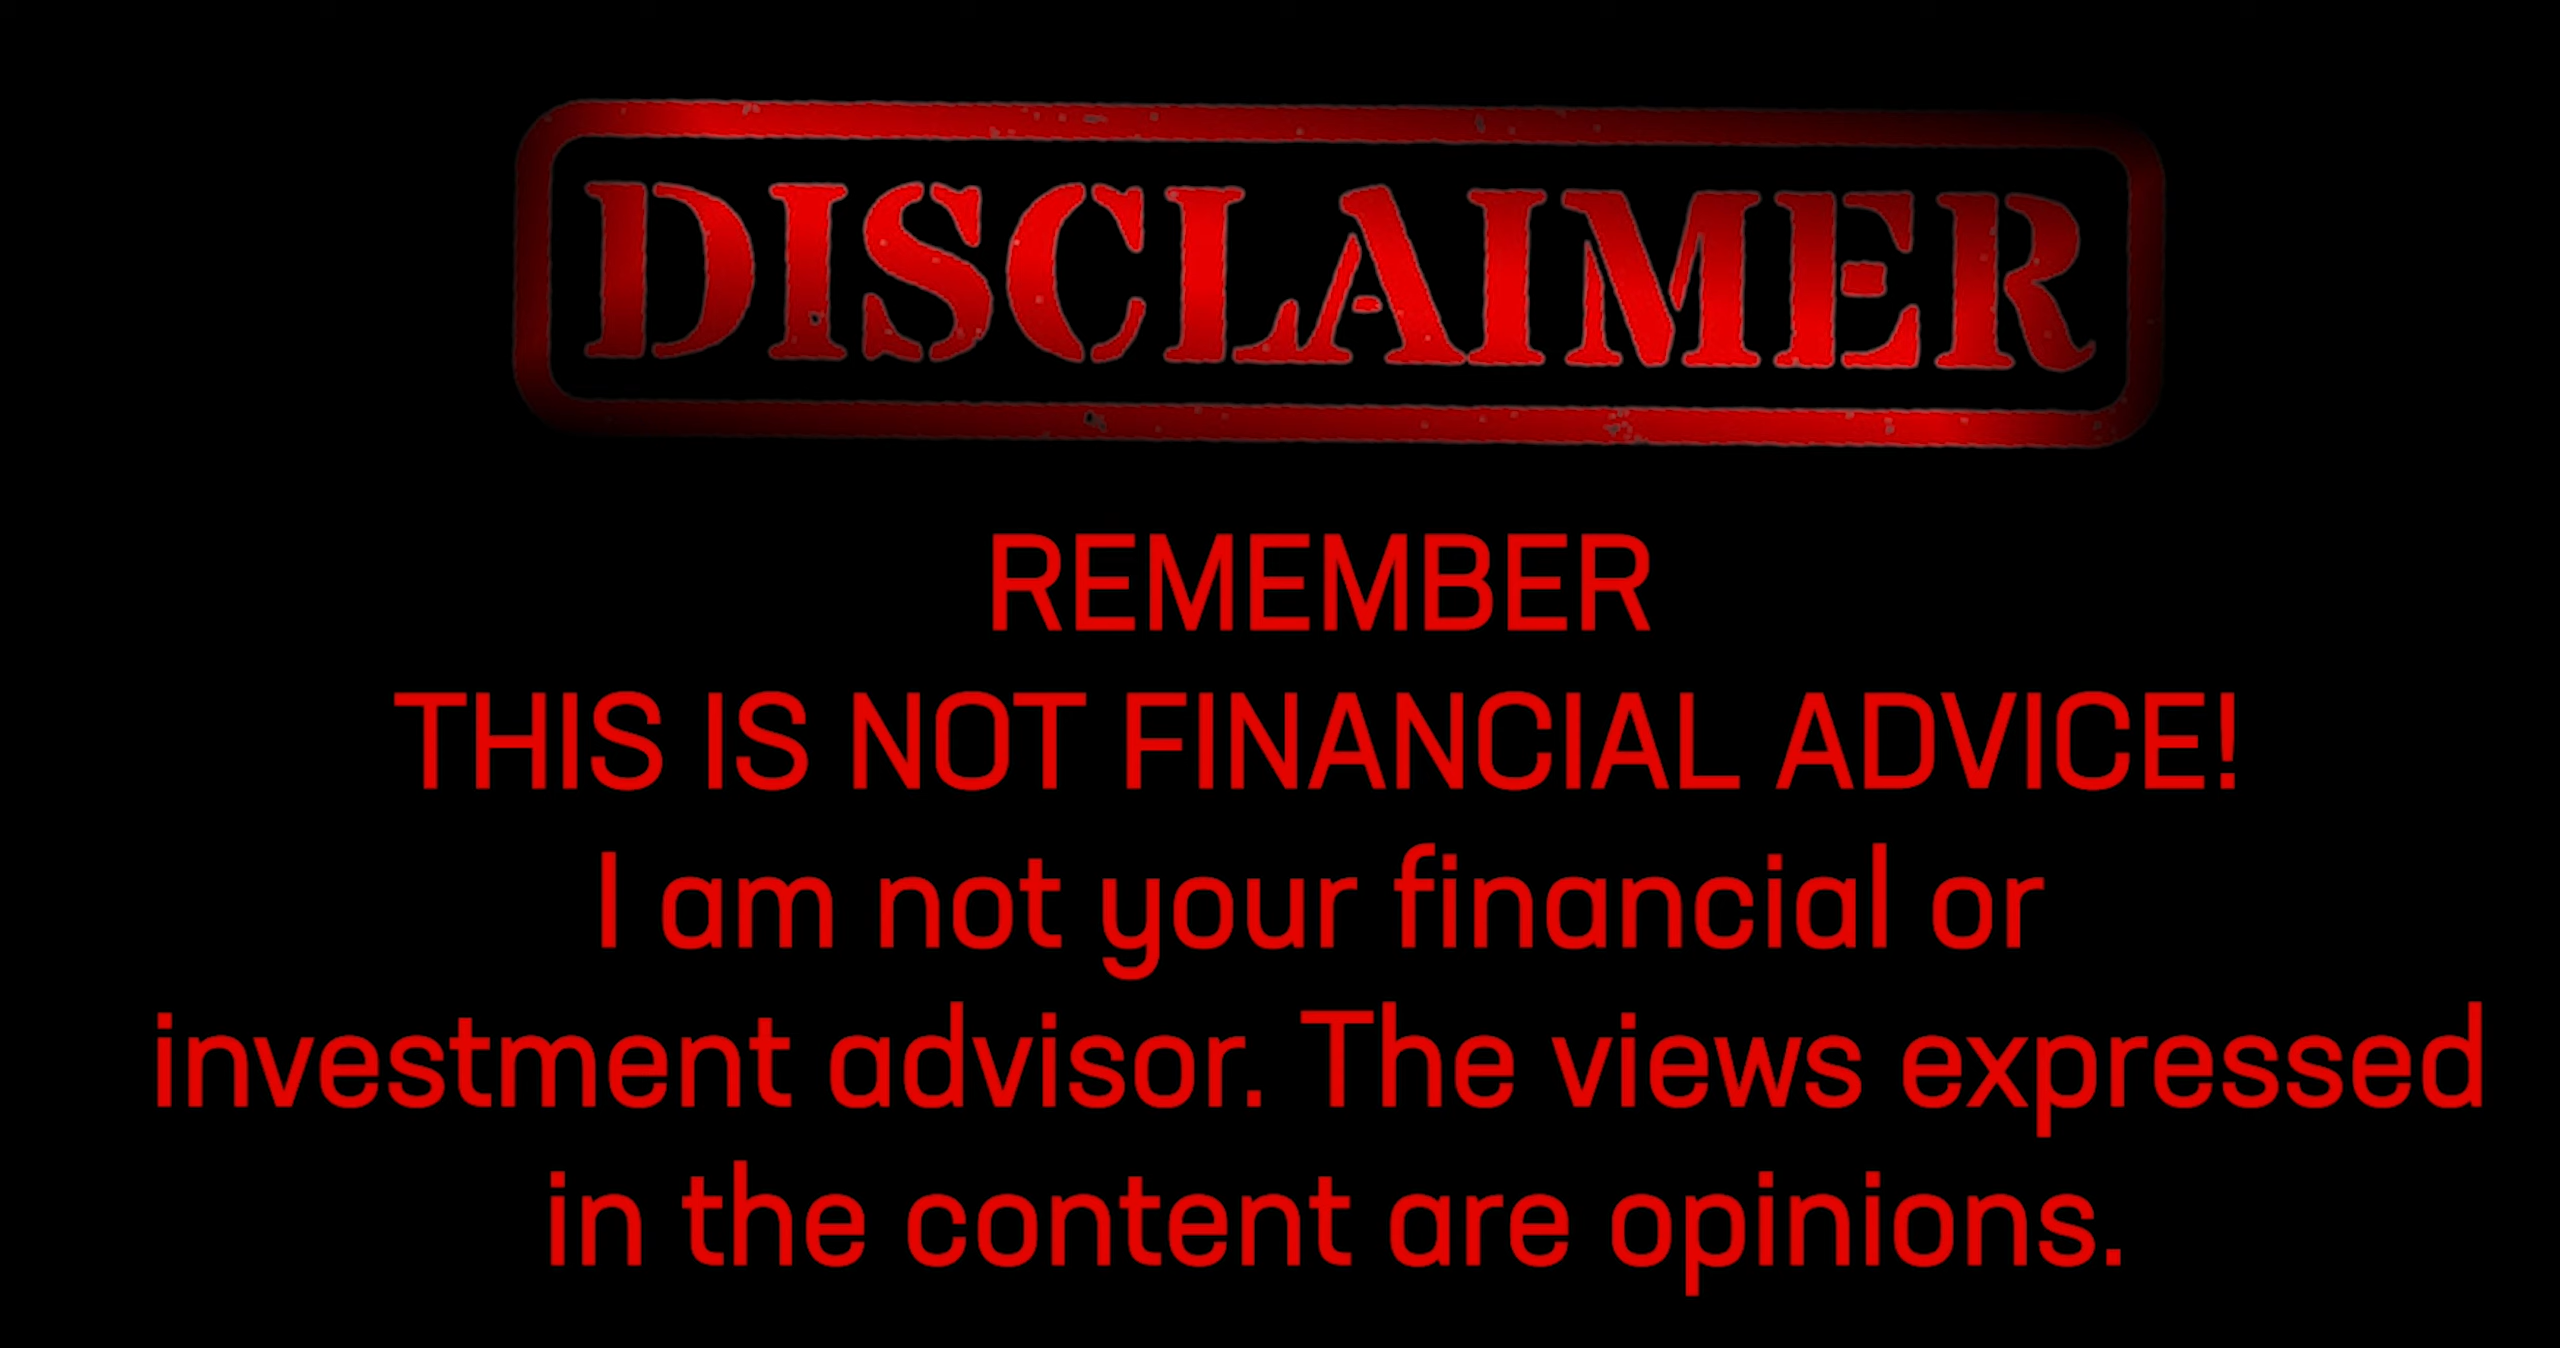 DISCLAIMER
REMEMBER
THIS IS NOT FINANCIAL ADVICE!
I am not your financial or
investment advisor. The views expressed
in the content are opinions.